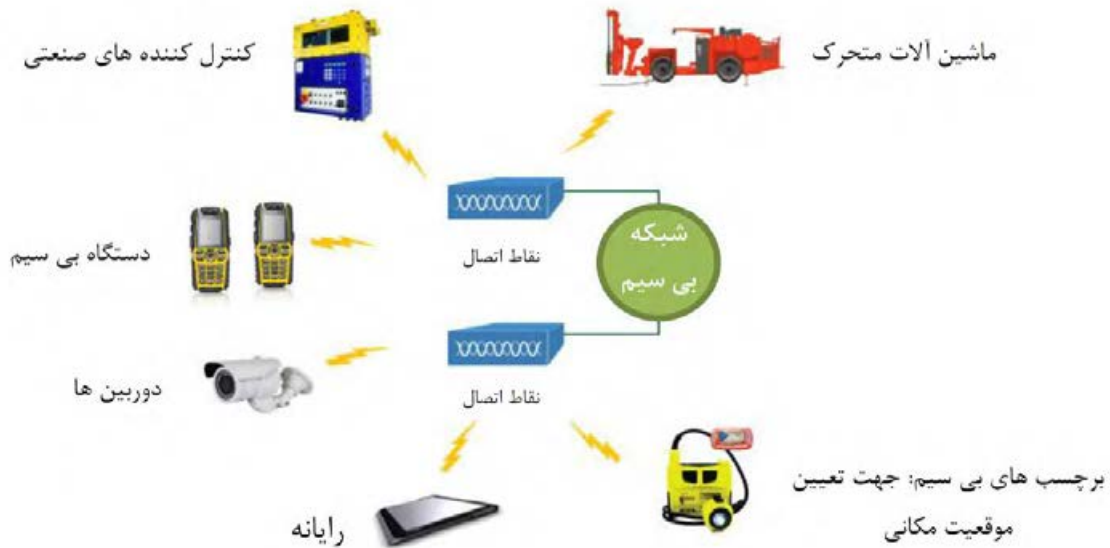 ماشین آلات متحرک
کنترل کننده های صنعتی
شبکه
بی سیم
نقاط اتصال
دستگاه بی سیم
نقاط اتصال
دوربین ها
برچسب های بی سیم: جهت تعیین
موقعیت مکانی
رایانه